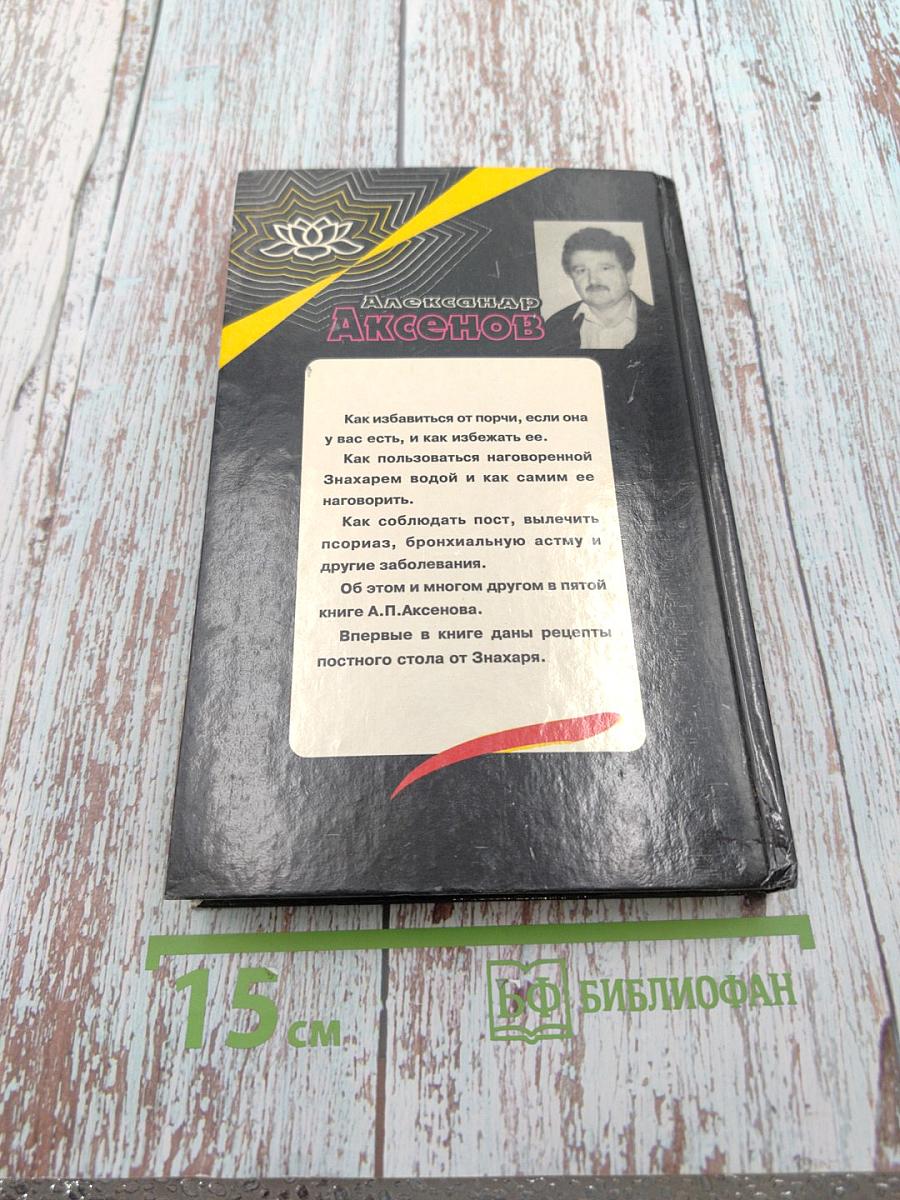 Александр
Аксенов
Как избавиться от порчи, если она
у вас есть, и как избежать ее.
Как пользоваться наговоренной
Знахарем водой и как самим ее
наговорить.
Как соблюдать пост, вылечить
псориаз, бронхиальную астму и
другие заболевания.
Об этом и многом другом в пятой
книге А.П.Аксенова.
Впервые в книге даны рецепты
постного стола от Знахаря.
15 см
БФ БИБЛИОФАН